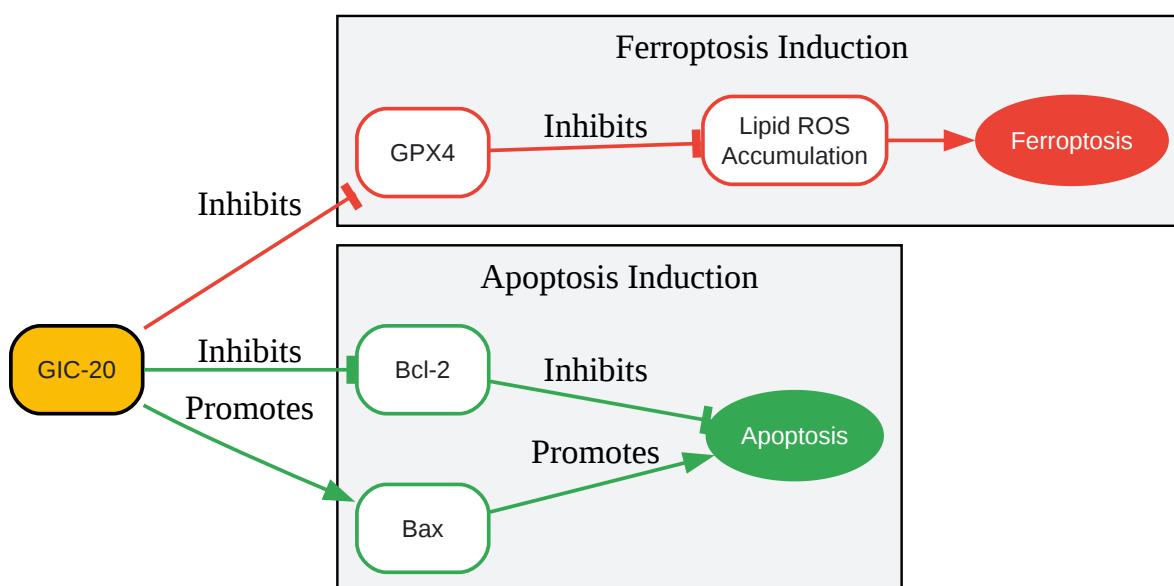 Ferroptosis Induction
GPX4
Inhibits
Lipid ROS
Accumulation
Ferroptosis
Inhibits
Apoptosis Induction
GIC-20
Inhibits
Bcl-2
Inhibits
Promotes
Apoptosis
Promotes
Bax